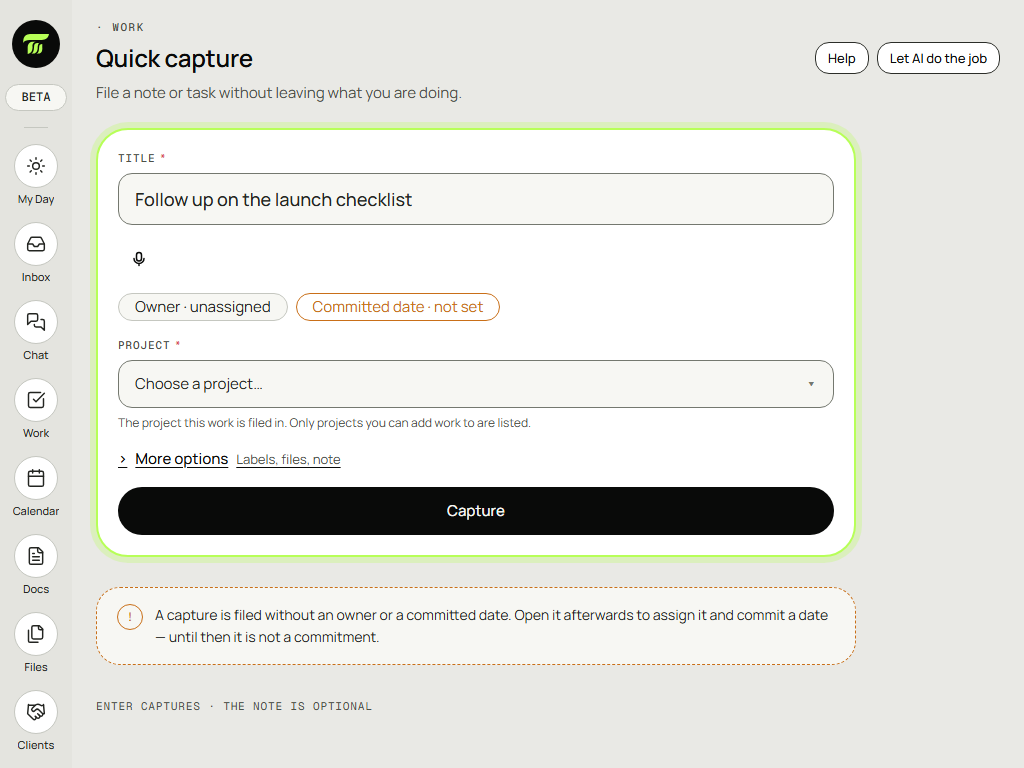 · WORK
Quick capture
File a note or task without leaving what you are doing.
Help
Let AI do the job
BETA
My Day
Inbox
Chat
Work
Calendar
Docs
Files
Clients
TITLE *
Follow up on the launch checklist
Owner · unassigned
Committed date · not set
PROJECT *
Choose a project…
The project this work is filed in. Only projects you can add work to are listed.
> More options Labels, files, note
Capture
! A capture is filed without an owner or a committed date. Open it afterwards to assign it and commit a date
— until then it is not a commitment.
ENTER CAPTURES · THE NOTE IS OPTIONAL